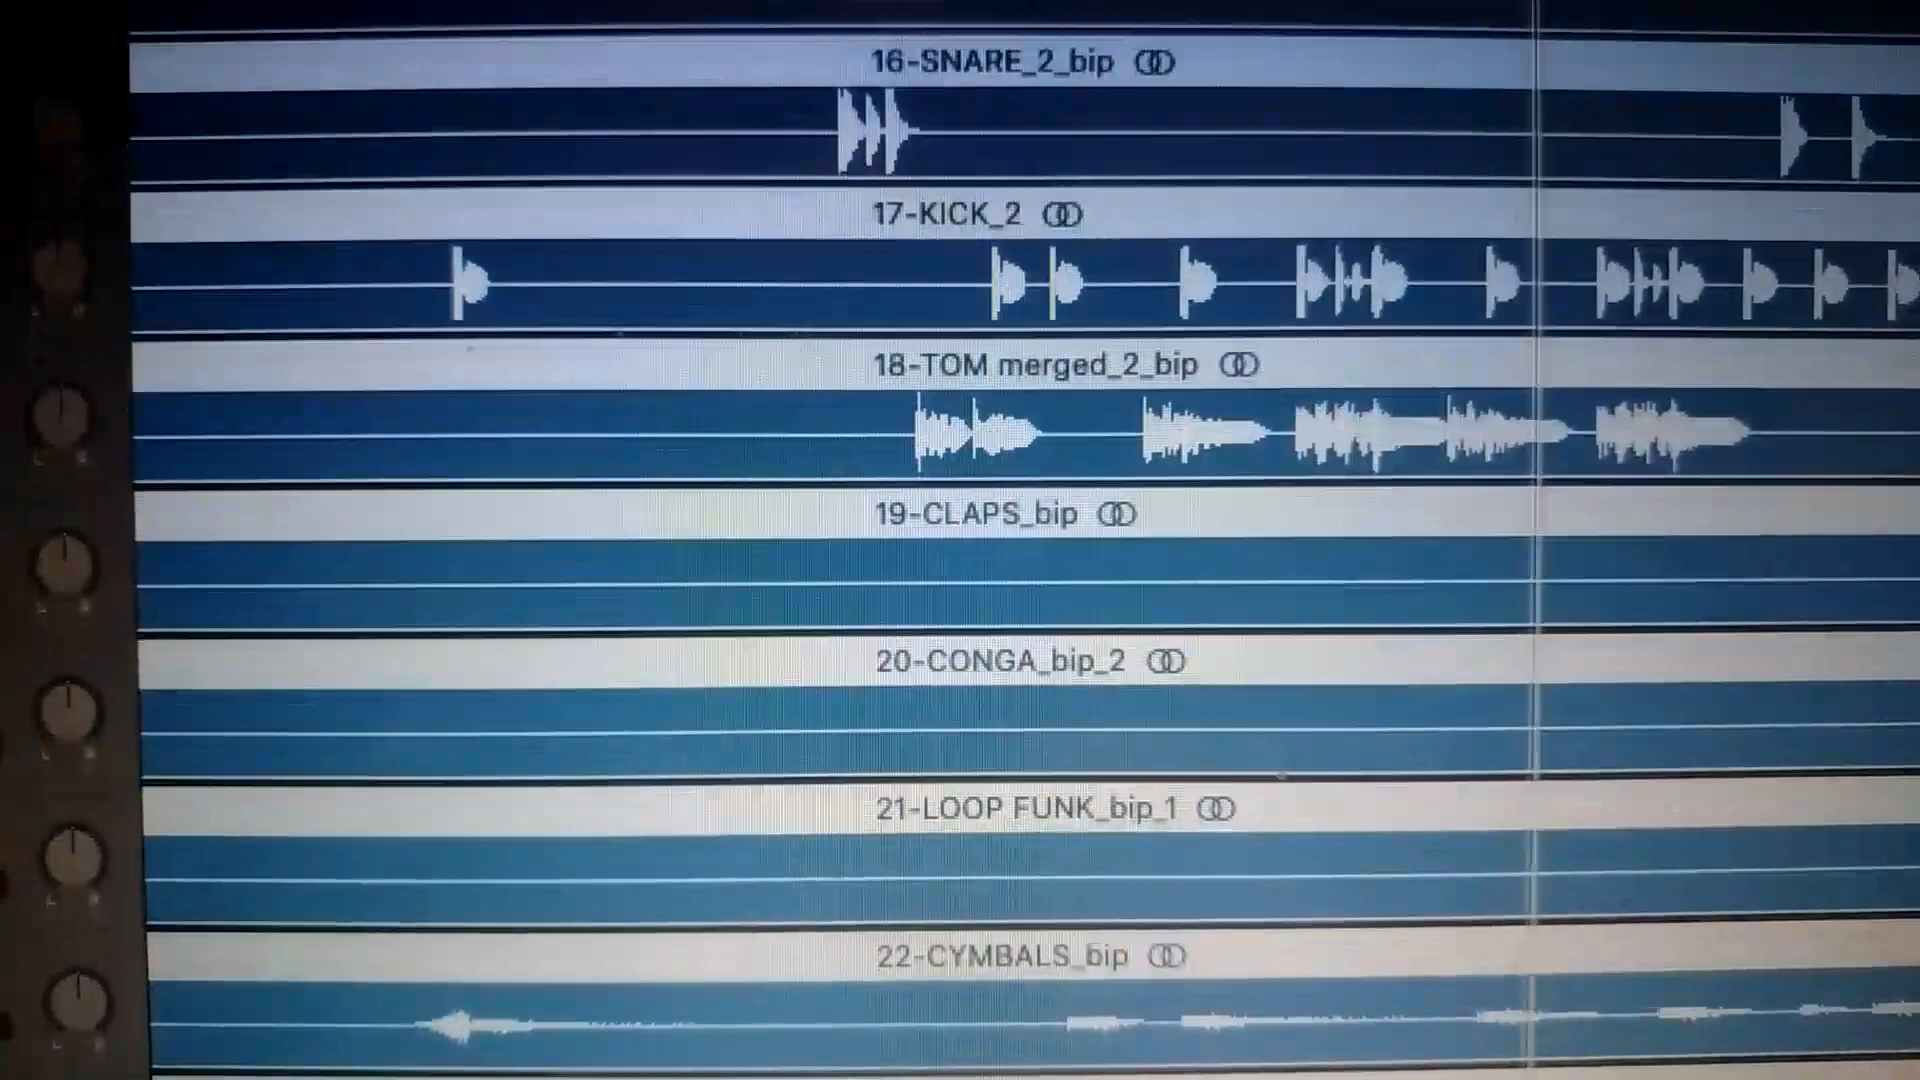 16-SNARE_2_bip
17-KICK_2
18-TOM merged_2_bip
19-CLAPS_bip
20-CONGA_bip_2
21-LOOP FUNK_bip_1
22-CYMBALS_bip